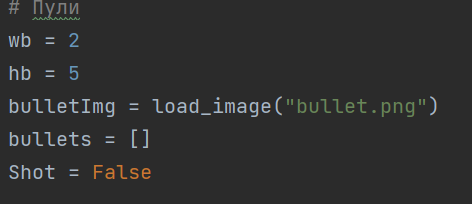 # Пули
wb = 2
hb = 5
bulletImg = load_image("bullet.png")
bullets = []
Shot = False